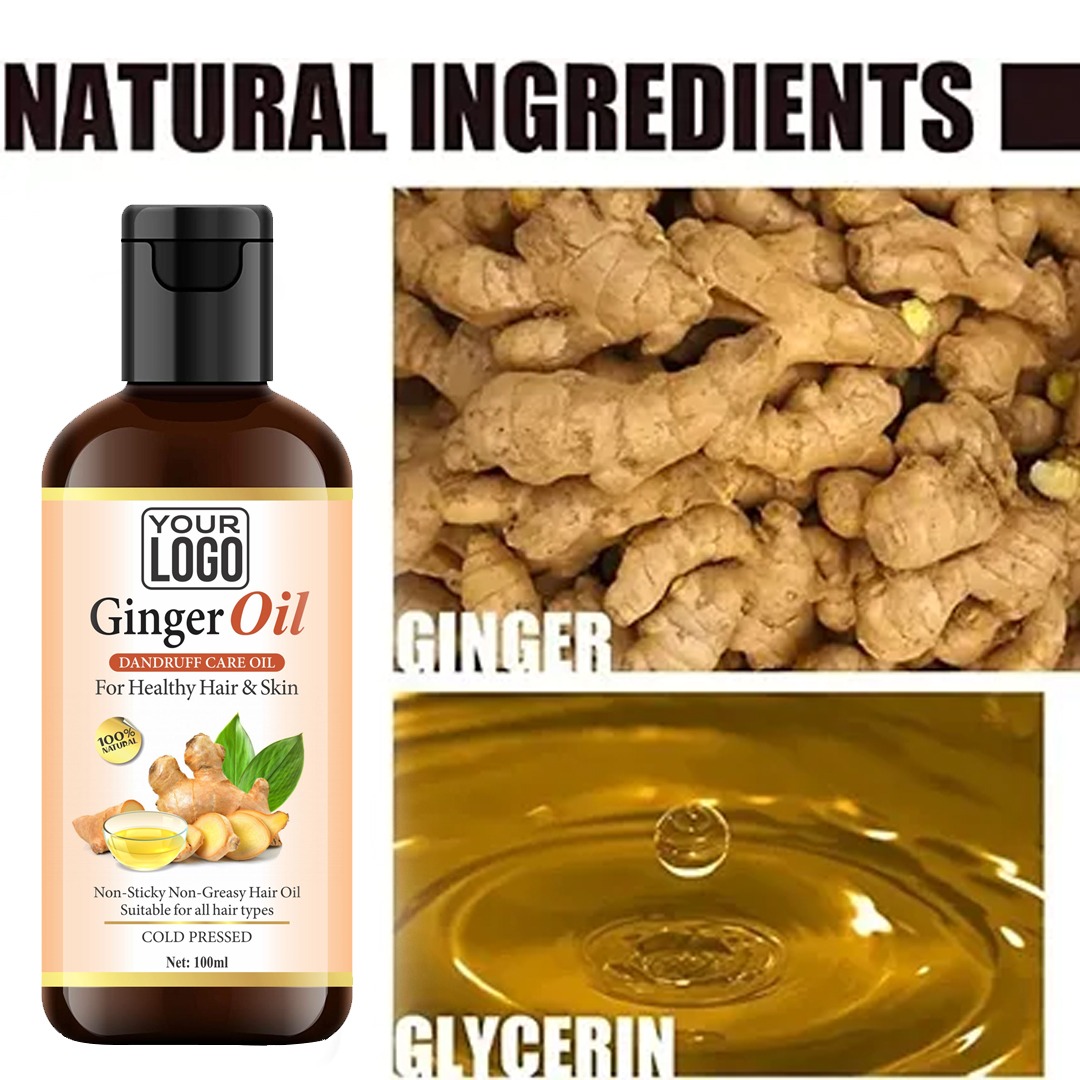 NATURAL INGREDIENTS
YOUR
LOGO
Ginger Oil
DANDRUFF CARE OIL
For Healthy Hair & Skin
100%
NATURAL
Non-Sticky Non-Greasy Hair Oil
Suitable for all hair types
COLD PRESSED
Net: 100ml
GINGER
GLYCERIN